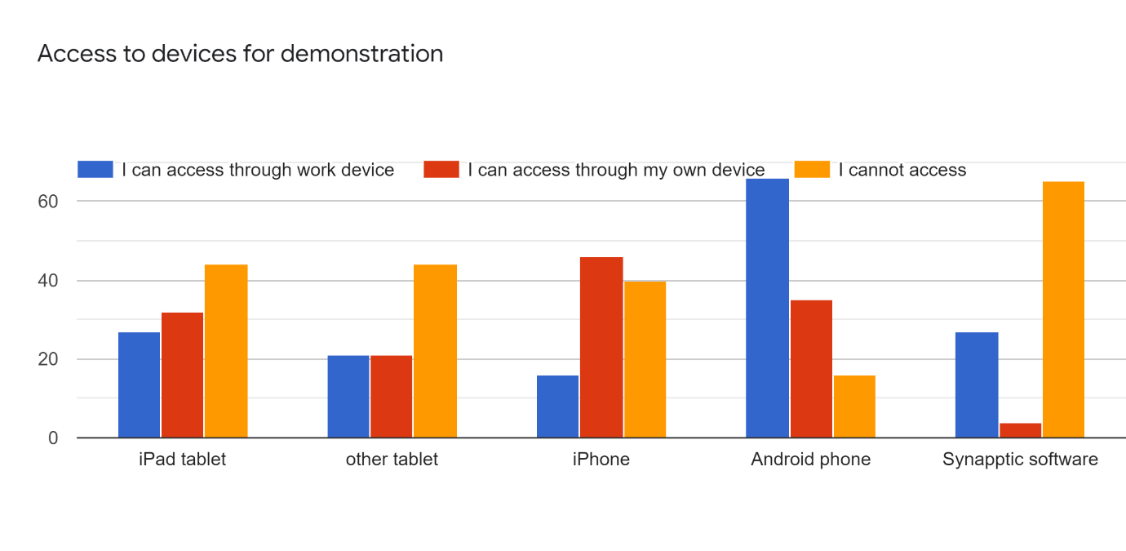 Access to devices for demonstration
I can access through work device I can access through my own device I cannot access
60
40
20
0
iPad tablet other tablet iPhone Android phone Synapptic software